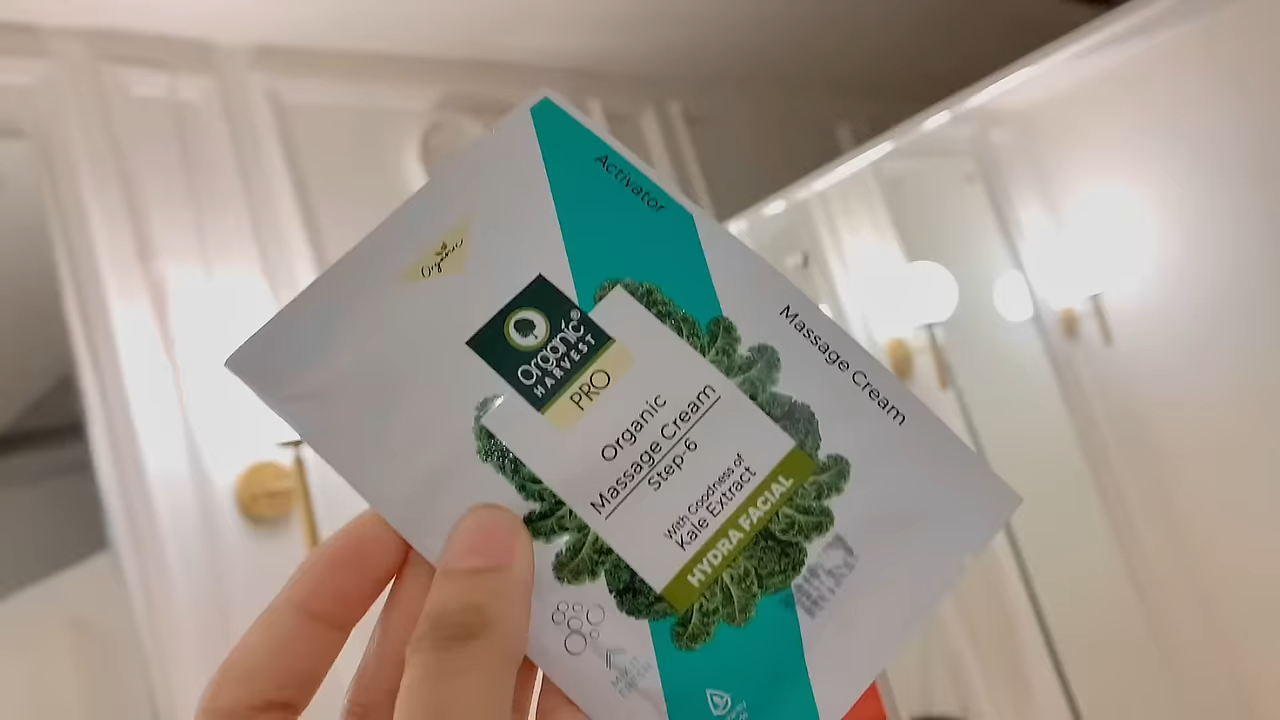 Activator
Organic
Organic®
HARVEST
PRO
Massage Cream
Organic
Massage Cream
Step-6
With Goodness of
Kale Extract
HYDRA FACIAL